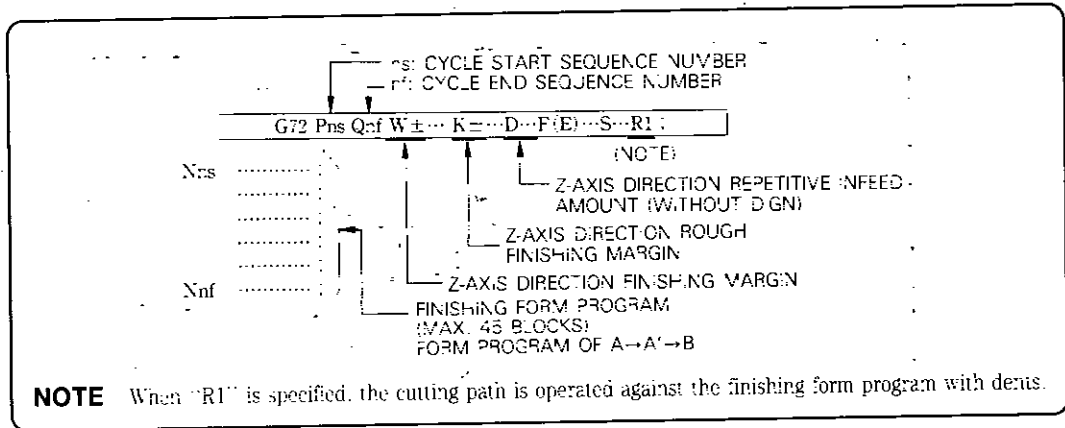 ns: CYCLE START SEQUENCE NUMBER
nf: CYCLE END SEQUENCE NUMBER
G72 Pns Qnf W±··· K±···D···F(E)···S···R1 ;
(NOTE)
Nns ············
············
············
············
············
Nnf ············
Z-AXIS DIRECTION REPETITIVE INFEED
AMOUNT (WITHOUT DIGN)
Z-AXIS DIRECTION ROUGH
FINISHING MARGIN
Z-AXIS DIRECTION FINISHING MARGIN
FINISHING FORM PROGRAM
(MAX. 45 BLOCKS)
FORM PROGRAM OF A→A'→B
NOTE When "R1" is specified, the cutting path is operated against the finishing form program with dents.